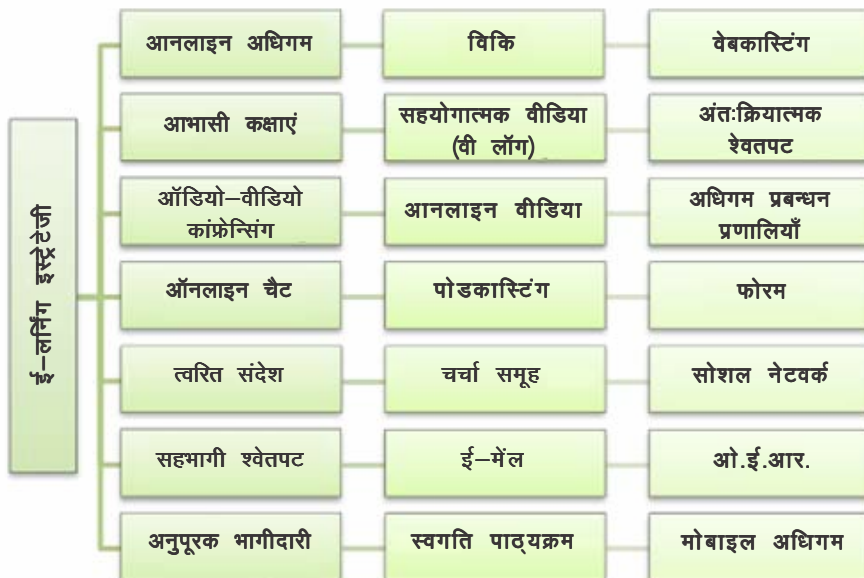 ई–लर्निंग इस्ट्रेटेजी
आनलाइन अधिगम
विकि
वेबकास्टिंग
आभासी कक्षाएं
सहयोगात्मक वीडिया
(वी लॉग)
अंतःक्रियात्मक
श्वेतपट
ऑडियो–वीडियो
कांफ्रेन्सिंग
आनलाइन वीडिया
अधिगम प्रबन्धन
प्रणालियाँ
ऑनलाइन चैट
पोडकास्टिंग
फोरम
त्वरित संदेश
चर्चा समूह
सोशल नेटवर्क
सहभागी श्वेतपट
ई–मेंल
ओ.ई.आर.
अनुपूरक भागीदारी
स्वगति पाठ्यक्रम
मोबाइल अधिगम